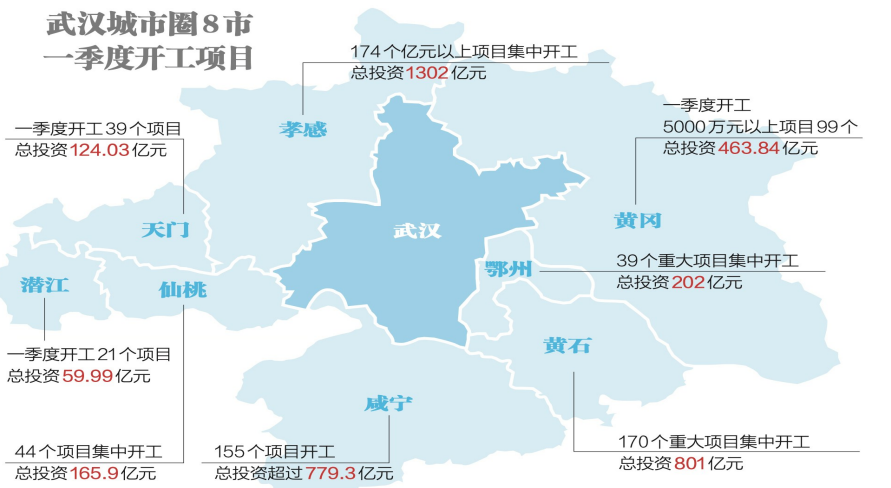 武汉城市圈8市
一季度开工项目
174个亿元以上项目集中开工
总投资1302亿元
孝感
一季度开工39个项目
总投资124.03亿元
天门
一季度开工
5000万元以上项目99个
总投资463.84亿元
黄冈
武汉
鄂州
39个重大项目集中开工
总投资202亿元
潜江
仙桃
一季度开工21个项目
总投资59.99亿元
黄石
咸宁
44个项目集中开工
总投资165.9亿元
155个项目开工
总投资超过779.3亿元
170个重大项目集中开工
总投资801亿元